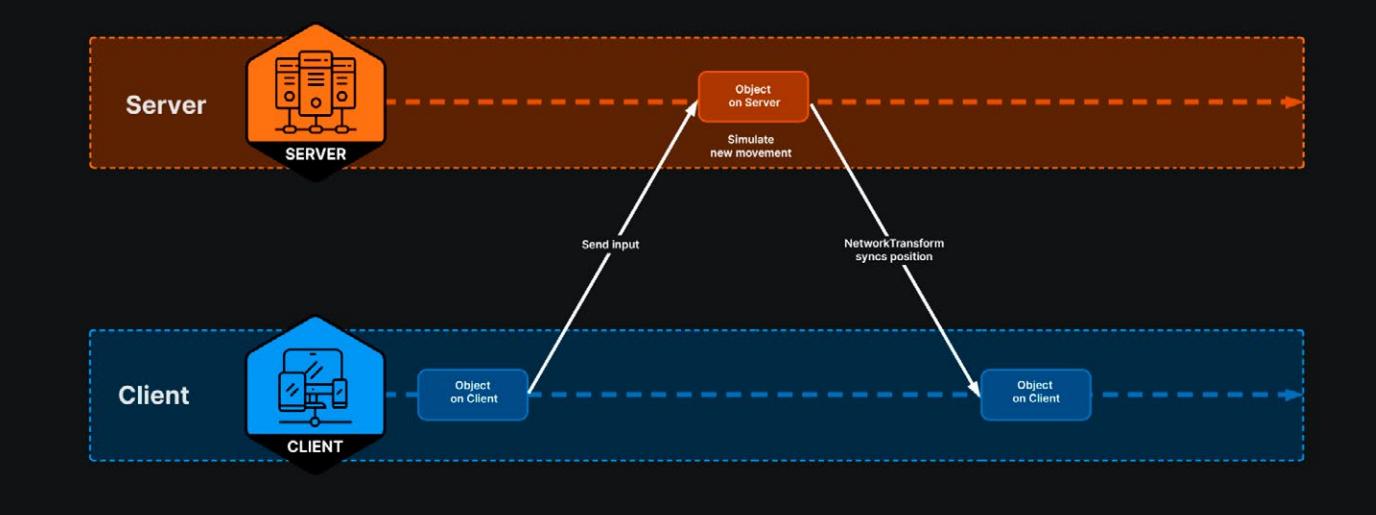 Server
SERVER
Object
on Server
Simulate
new movement
Send input
NetworkTransform
syncs position
Client
CLIENT
Object
on Client
Object
on Client